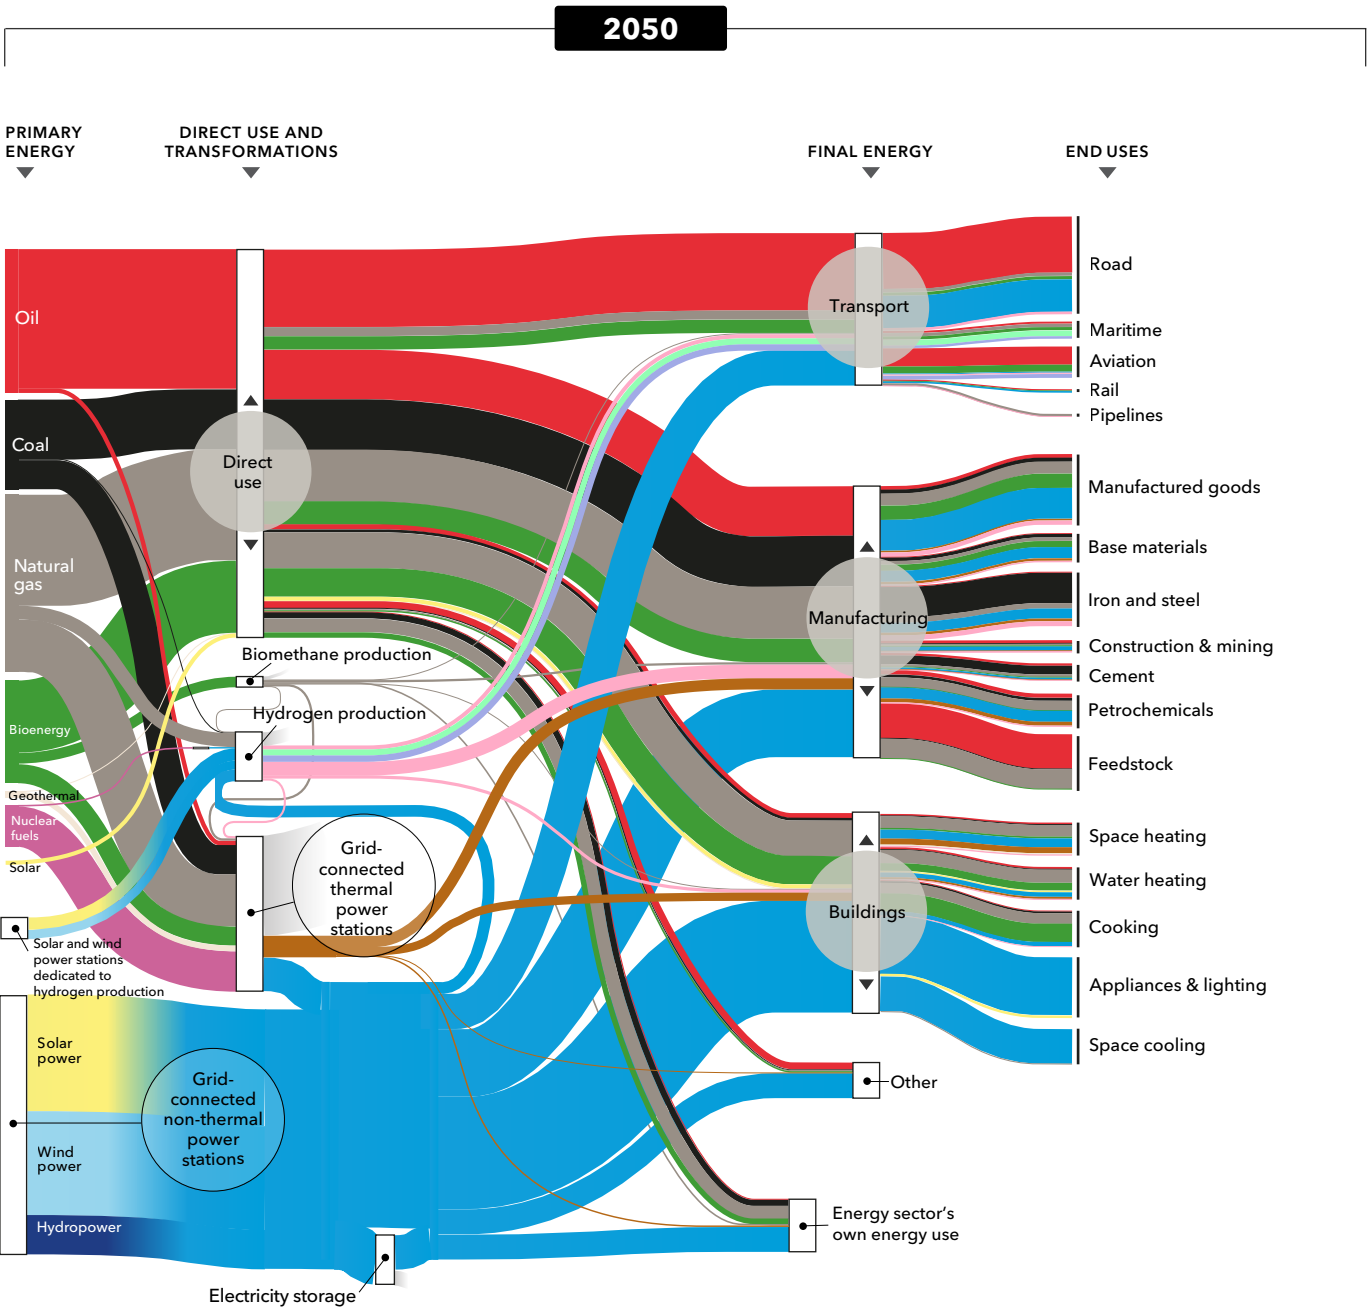 2050
PRIMARY
ENERGY
DIRECT USE AND
TRANSFORMATIONS
FINAL ENERGY
END USES
Oil
Coal
Natural
gas
Bioenergy
Geothermal
Nuclear
fuels
Solar
Solar and wind
power stations
dedicated to
hydrogen production
Solar
power
Wind
power
Hydropower
Direct
use
Biomethane production
Hydrogen production
Grid-
connected
thermal
power
stations
Grid-
connected
non-thermal
power
stations
Electricity storage
Transport
Manufacturing
Buildings
Other
Energy sector's
own energy use
Road
Maritime
Aviation
Rail
Pipelines
Manufactured goods
Base materials
Iron and steel
Construction & mining
Cement
Petrochemicals
Feedstock
Space heating
Water heating
Cooking
Appliances & lighting
Space cooling